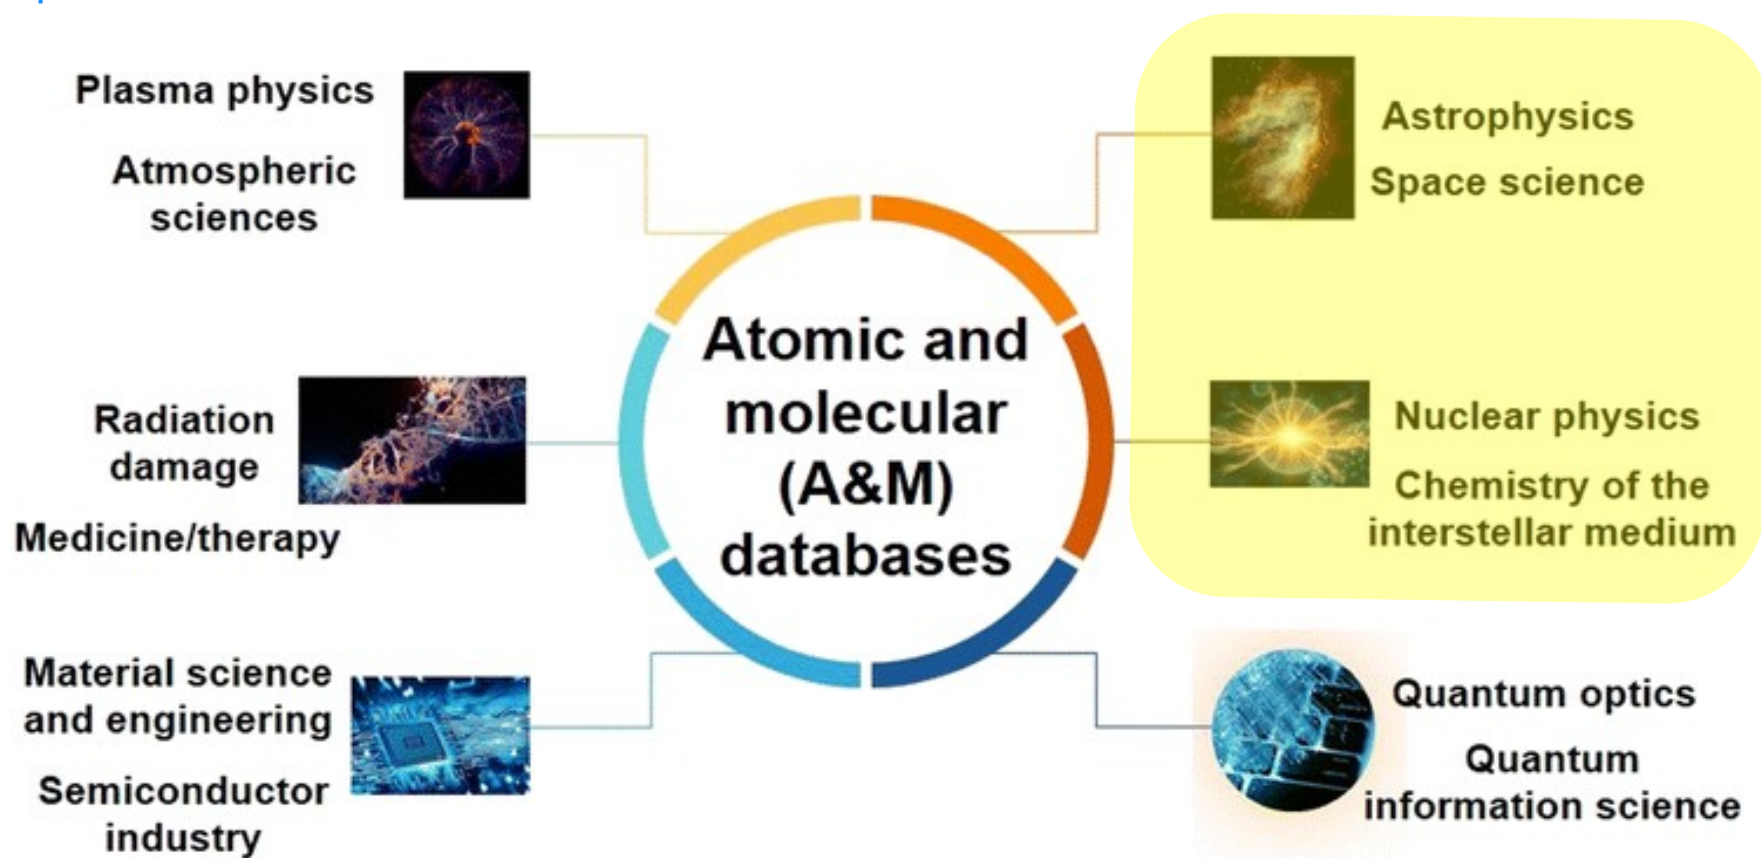 Plasma physics
Atmospheric
sciences
Radiation
damage
Medicine/therapy
Material science
and engineering
Semiconductor
industry
Atomic and
molecular
(A&M)
databases
Astrophysics
Space science
Nuclear physics
Chemistry of the
interstellar medium
Quantum optics
Quantum
information science